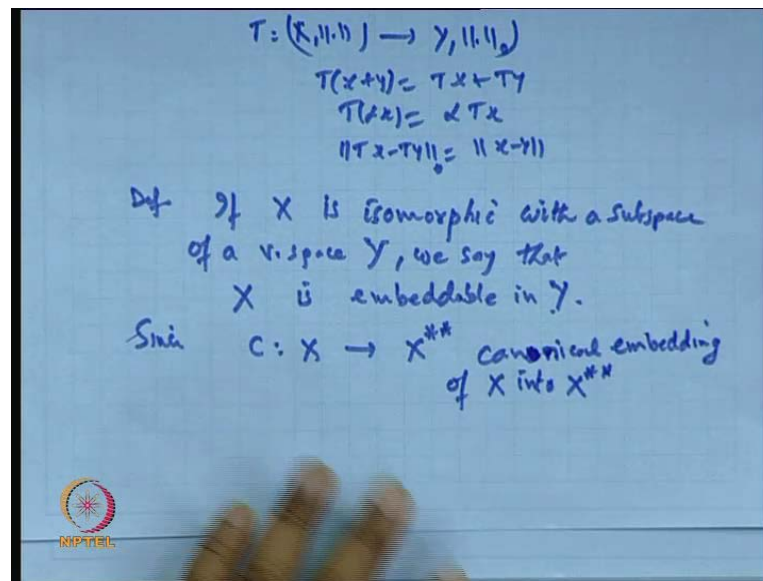 T : (X, ||.||) → Y, ||.||₀)
T(x+y) = Tx + Ty
T(αx) = α Tx
||Tx - Ty||₀ = ||x-y||
Def If X is isomorphic with a subspace
of a v. space Y, we say that
X is embeddable in Y.
Since C : X → X** canonical embedding
of X into X**
NPTEL